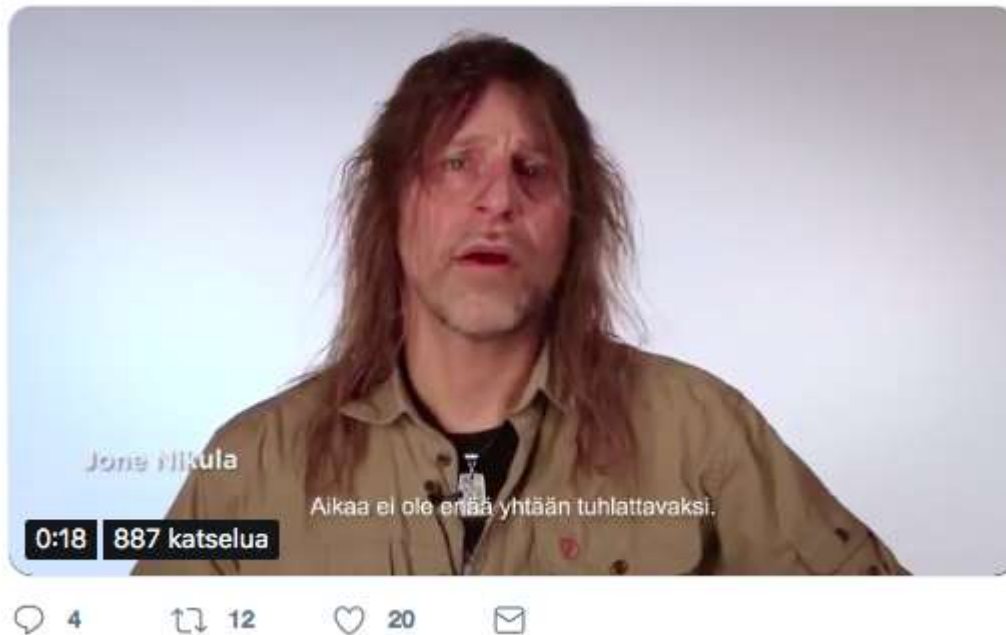 Jone Nikula
Aikaa ei ole enää yhtään tuhlattavaksi.
0:18 887 katselua
4 12 20